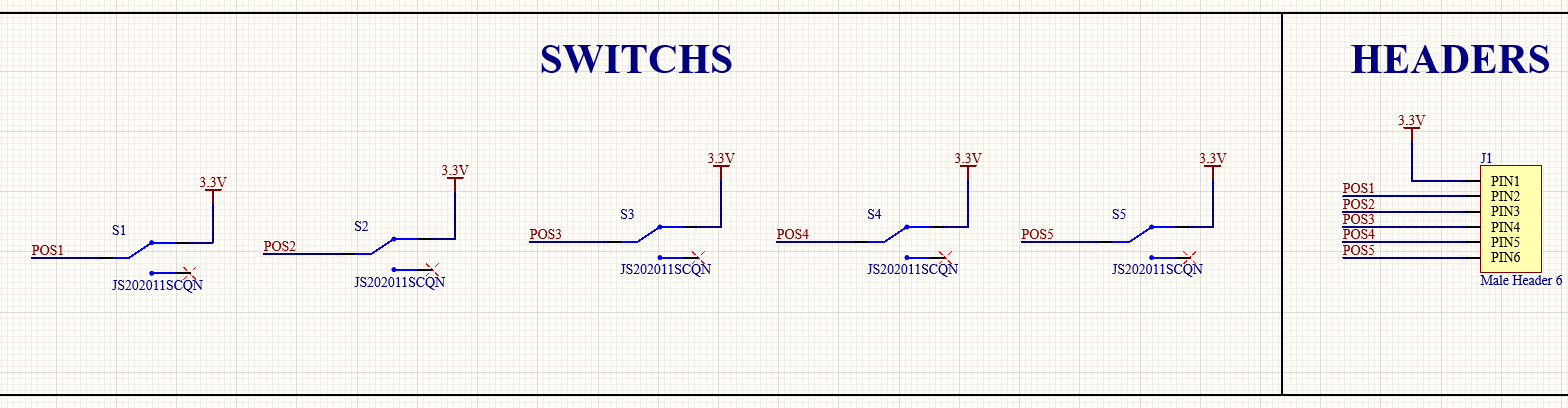 SWITCHS
HEADERS
3.3V
S1
POS1
JS202011SCQN
3.3V
S2
POS2
JS202011SCQN
3.3V
S3
POS3
JS202011SCQN
3.3V
S4
POS4
JS202011SCQN
3.3V
S5
POS5
JS202011SCQN
3.3V
J1
PIN1
POS1 PIN2
POS2 PIN3
POS3 PIN4
POS4 PIN5
POS5 PIN6
Male Header 6